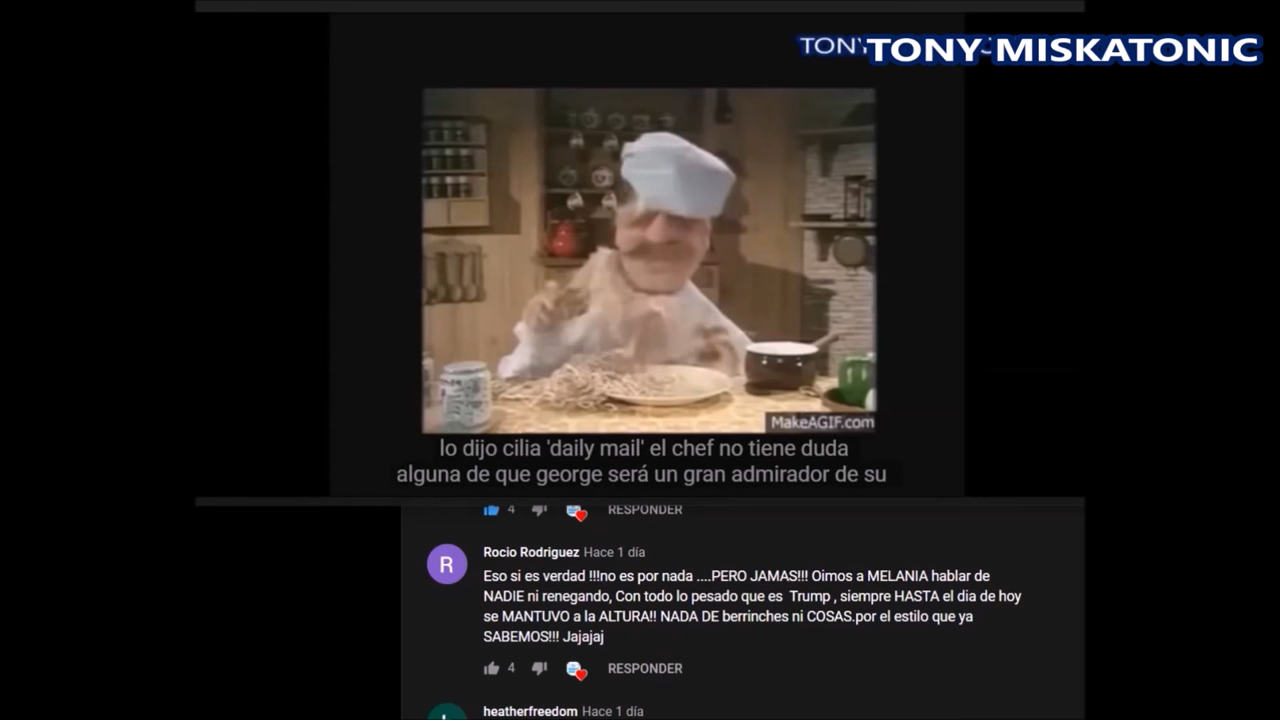 TONY MISKATONIC
MakeAGIF.com
lo dijo cilia 'daily mail' el chef no tiene duda
alguna de que george será un gran admirador de su
4 RESPONDER
R
Rocio Rodriguez Hace 1 día
Eso si es verdad !!!no es por nada ....PERO JAMAS!!! Oimos a MELANIA hablar de
NADIE ni renegando, Con todo lo pesado que es Trump , siempre HASTA el dia de hoy
se MANTUVO a la ALTURA!! NADA DE berrinches ni COSAS.por el estilo que ya
SABEMOS!!! Jajajaj
4 RESPONDER
heatherfreedom Hace 1 día